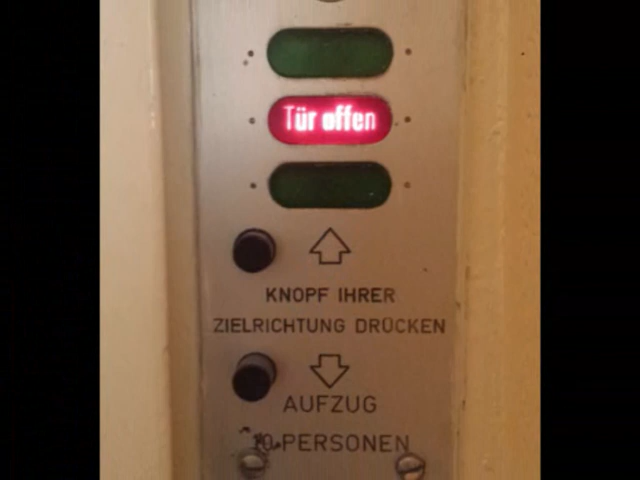 Tür offen
KNOPF IHRER
ZIELRICHTUNG DRÜCKEN
AUFZUG
10 PERSONEN